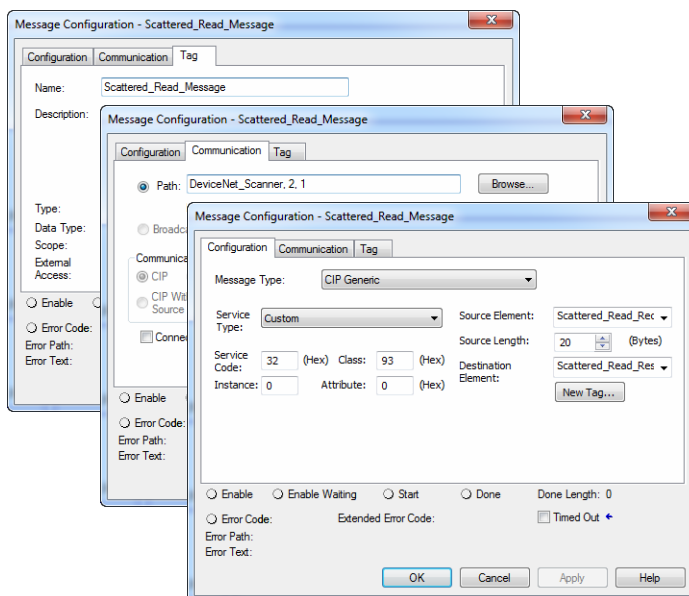 Message Configuration - Scattered_Read_Message
Configuration Communication Tag
Name: Scattered_Read_Message
Description:
Type:
Data Type:
Scope:
External
Access:
Enable
Error Code:
Error Path:
Error Text:
Message Configuration - Scattered_Read_Message
Configuration Communication Tag
Path: DeviceNet_Scanner, 2, 1 Browse...
CIP
Source
Enable
Error Code:
Error Path:
Error Text:
Message Configuration - Scattered_Read_Message
Configuration Communication Tag
Message Type: CIP Generic
Service
Type: Custom
Source Element: Scattered_Read_Rec
Source Length: 20 (Bytes)
Service
Code: 32 (Hex) Class: 93 (Hex)
Destination
Element: Scattered_Read_Res
Instance: 0 Attribute: 0 (Hex)
New Tag...
Enable Enable Waiting Start Done Done Length: 0
Error Code: Extended Error Code: Timed Out
Error Path:
Error Text:
OK Cancel Apply Help